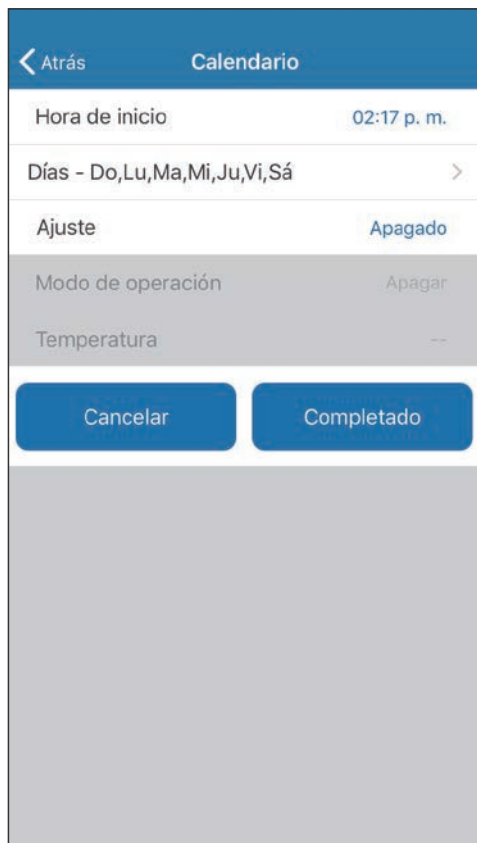 Atrás Calendario
Hora de inicio 02:17 p. m.
Días - Do,Lu,Ma,Mi,Ju,Vi,Sá
Ajuste Apagado
Modo de operación Apagar
Temperatura --
Cancelar Completado